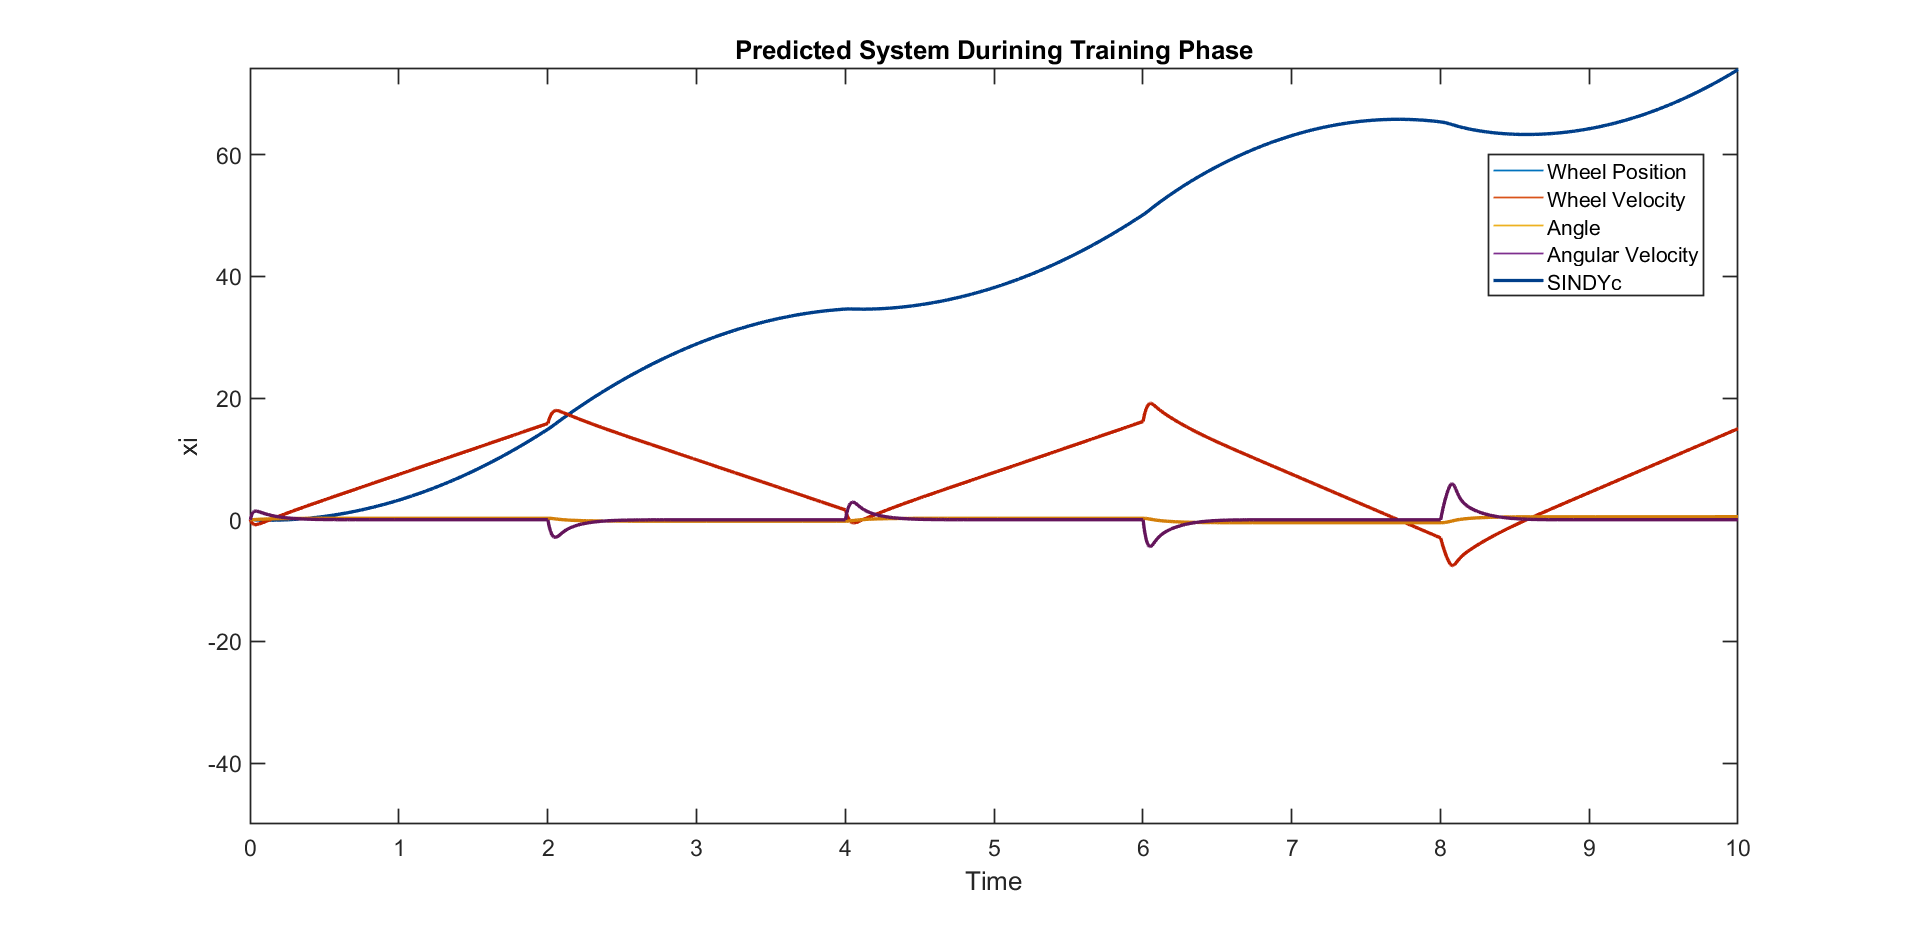 Predicted System Durining Training Phase
60
40
20
0
-20
-40
xi
Wheel Position
Wheel Velocity
Angle
Angular Velocity
SINDYc
0 1 2 3 4 5 6 7 8 9 10
Time